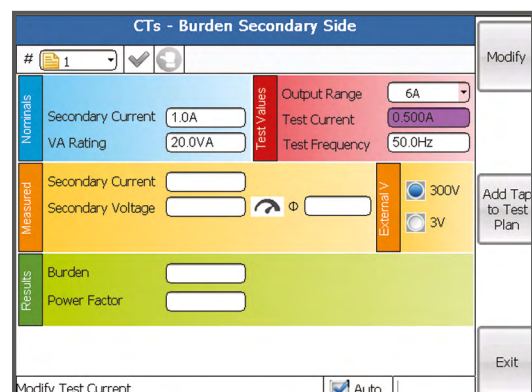 CTs - Burden Secondary Side
# 1
Modify
Nominals
Secondary Current 1.0A
VA Rating 20.0VA
Test Values
Output Range 6A
Test Current 0.500A
Test Frequency 50.0Hz
Measured
Secondary Current
Secondary Voltage Φ
External V
300V
3V
Add Tap
to Test
Plan
Results
Burden
Power Factor
Exit
Modify Test Current
Auto